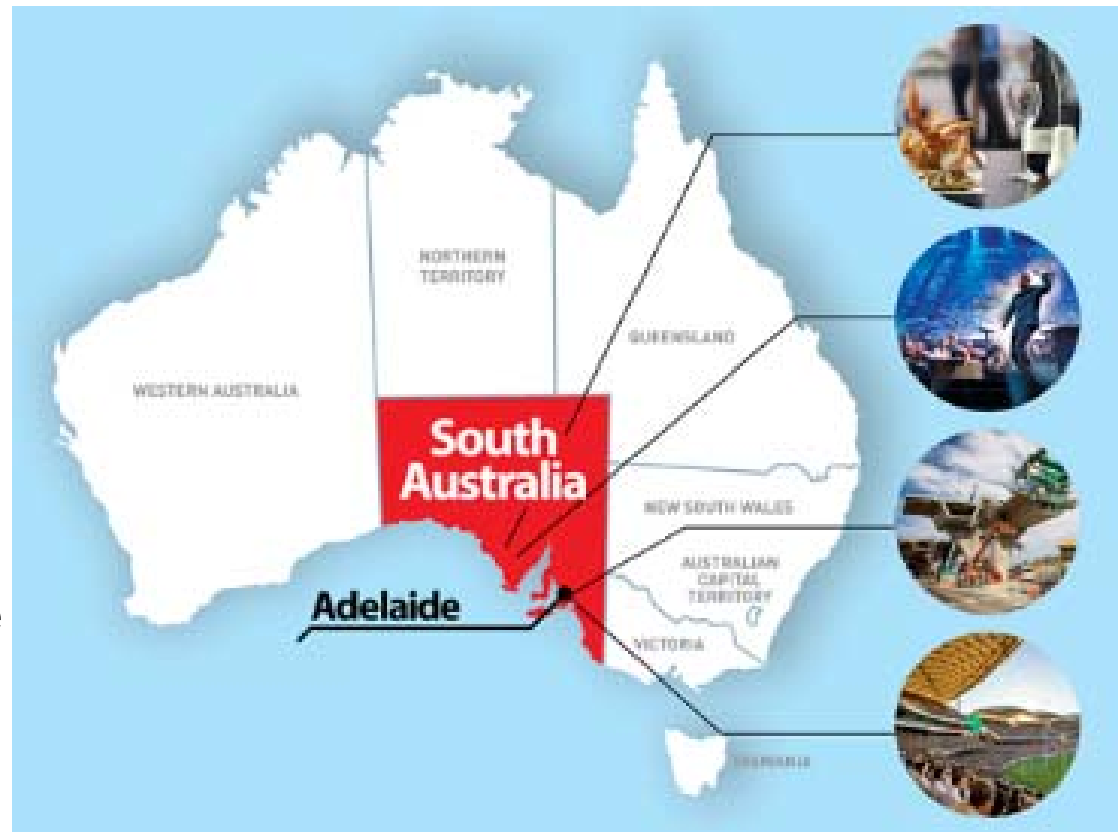 NORTHERN
TERRITORY
QUEENSLAND
WESTERN AUSTRALIA
South
Australia
NEW SOUTH WALES
AUSTRALIAN
CAPITAL
TERRITORY
Adelaide
VICTORIA
TASMANIA